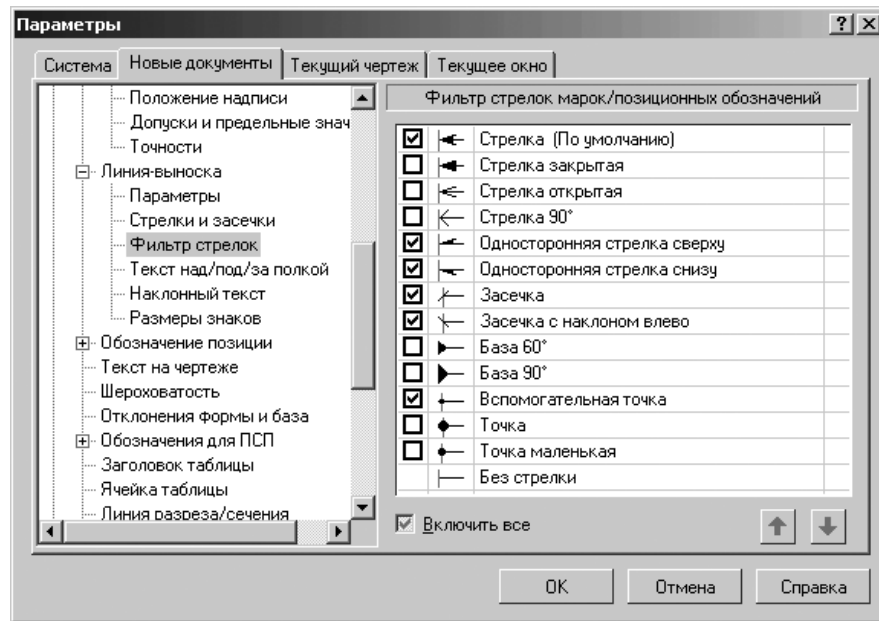 Параметры
Система
Новые документы
Текущий чертеж
Текущее окно
Положение надписи
Допуски и предельные знач
Точности
Линия-выноска
Параметры
Стрелки и засечки
Фильтр стрелок
Текст над/под/за полкой
Наклонный текст
Размеры знаков
Обозначение позиции
Текст на чертеже
Шероховатость
Отклонения формы и база
Обозначения для ПСП
Заголовок таблицы
Ячейка таблицы
Линия разреза/сечения
Фильтр стрелок марок/позиционных обозначений
Стрелка (По умолчанию)
Стрелка закрытая
Стрелка открытая
Стрелка 90°
Односторонняя стрелка сверху
Односторонняя стрелка снизу
Засечка
Засечка с наклоном влево
База 60°
База 90°
Вспомогательная точка
Точка
Точка маленькая
Без стрелки
Включить все
OK
Отмена
Справка